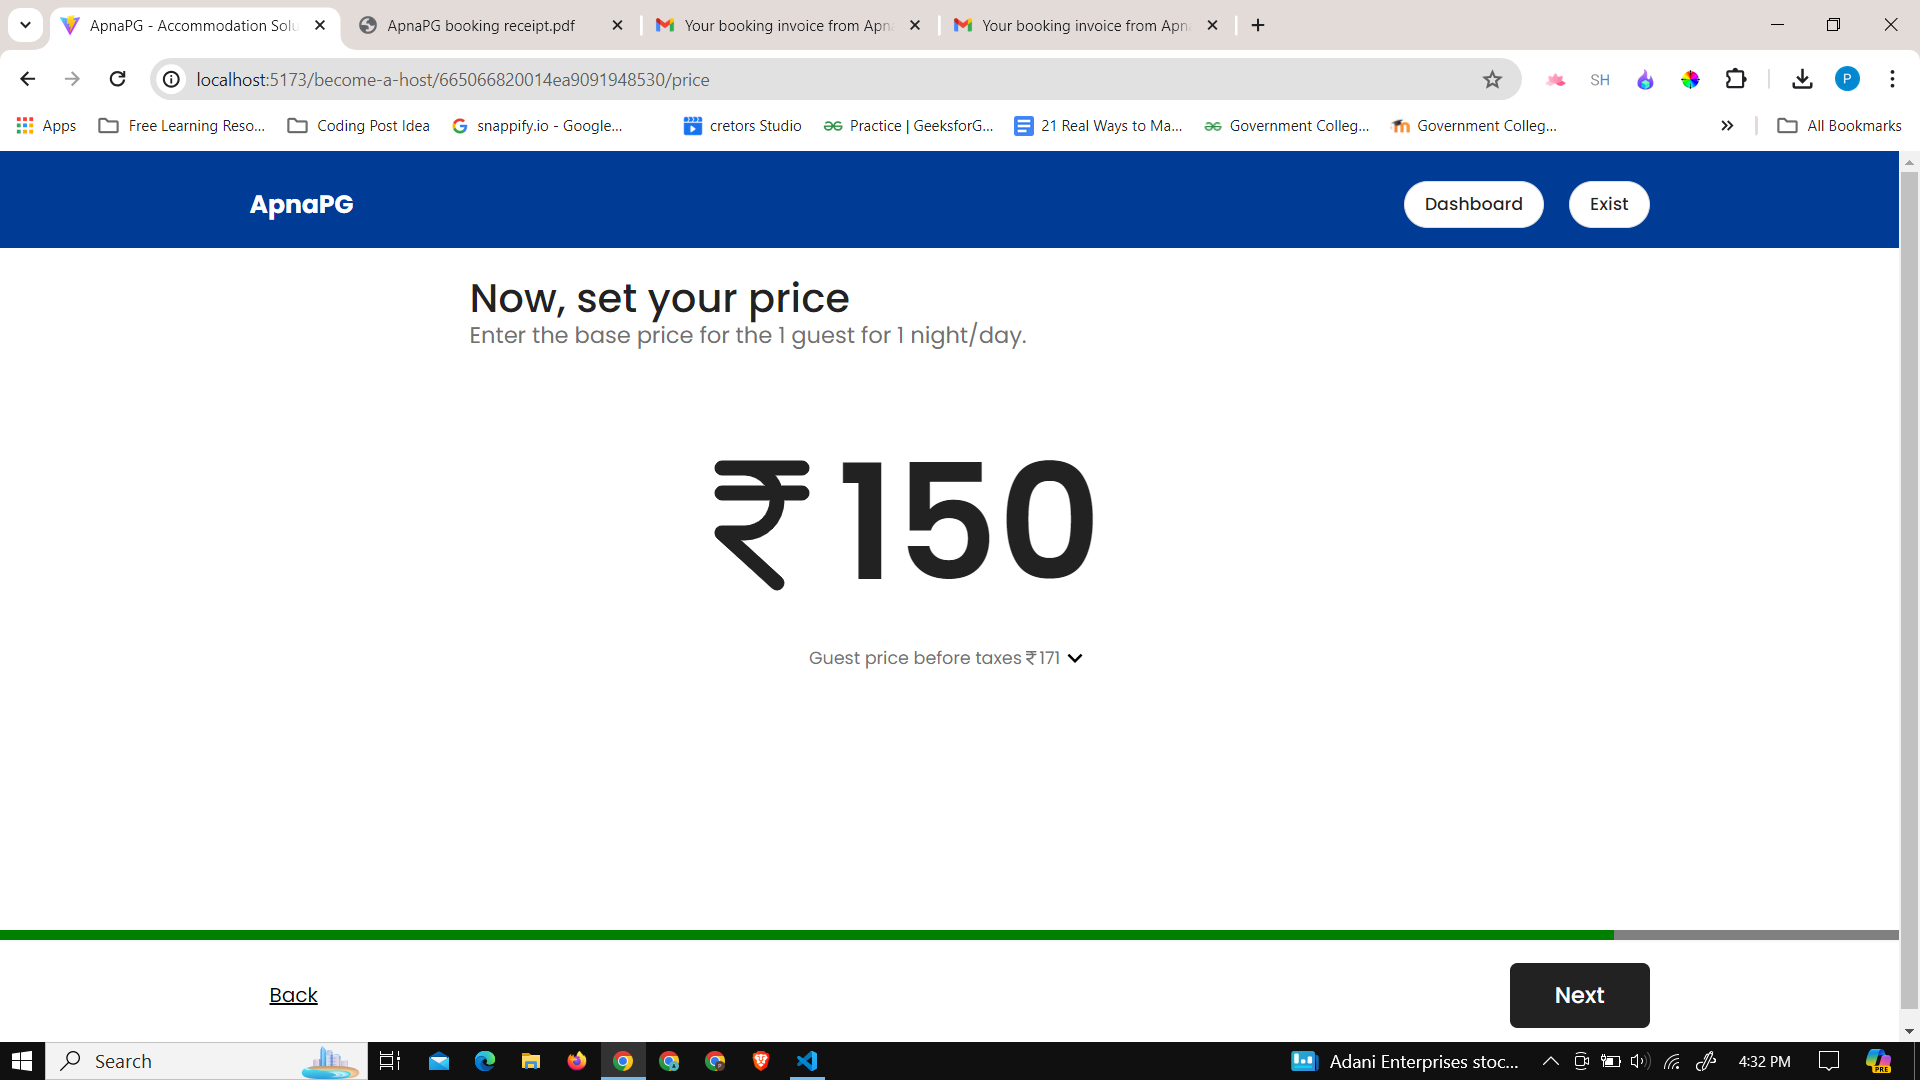 ApnaPG - Accommodation Solu
ApnaPG booking receipt.pdf
Your booking invoice from Apn
Your booking invoice from Apn
localhost:5173/become-a-host/665066820014ea9091948530/price
SH
P
Apps
Free Learning Reso...
Coding Post Idea
snappify.io - Google...
cretors Studio
Practice | GeeksforG...
21 Real Ways to Ma...
Government Colleg...
Government Colleg...
All Bookmarks
ApnaPG
Dashboard
Exist
Now, set your price
Enter the base price for the 1 guest for 1 night/day.
₹ 150
Guest price before taxes ₹ 171
Back
Next
Search
Adani Enterprises stoc...
4:32 PM
PRE